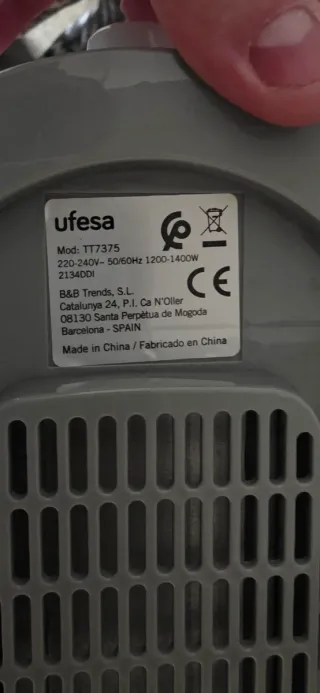 ufesa
Mod: TT7375
220-240V~ 50/60Hz 1200-1400W
2134DDI
B&B Trends, S.L.
Catalunya 24, P.I. Ca N'Oller
08130 Santa Perpètua de Mogoda
Barcelona - SPAIN
Made in China / Fabricado en China
CE